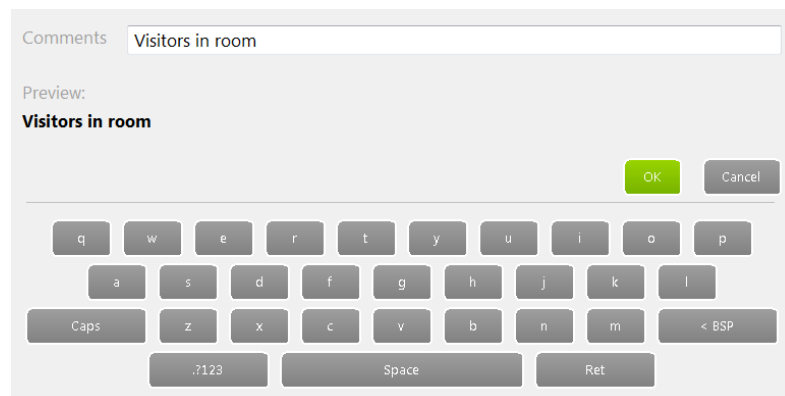 Comments Visitors in room
Preview:
Visitors in room
OK Cancel
q w e r t y u i o p
a s d f g h j k l
Caps z x c v b n m < BSP
.?123 Space Ret